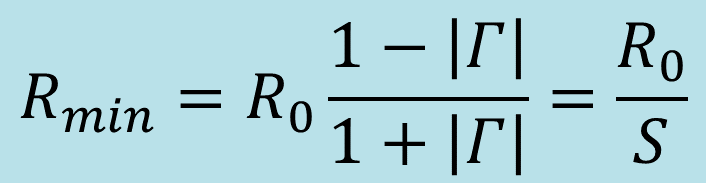 R_min = R_0 (1 − |Γ|)/(1 + |Γ|) = R_0/S